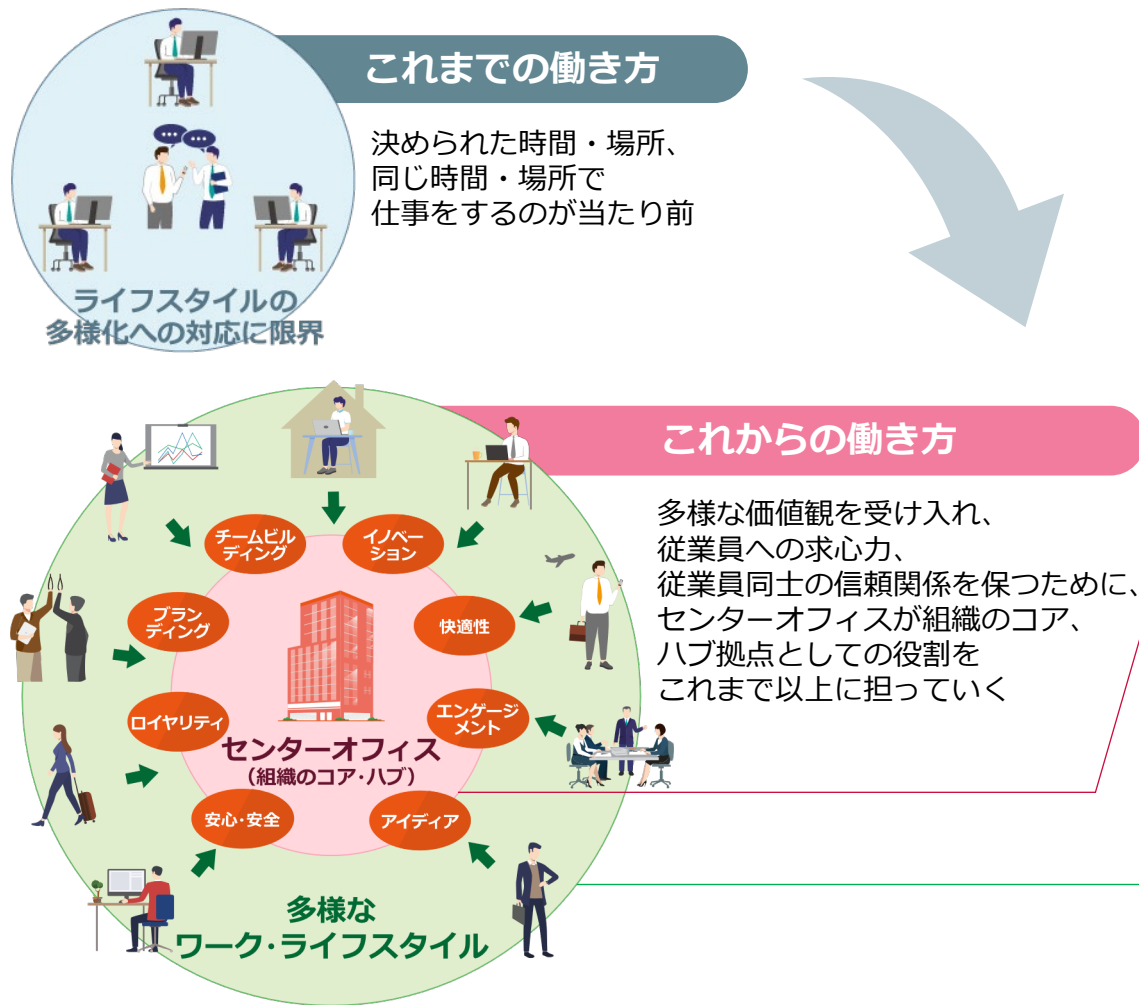 これまでの働き方
決められた時間・場所、
同じ時間・場所で
仕事をするのが当たり前
ライフスタイルの
多様化への対応に限界
これからの働き方
多様な価値観を受け入れ、
従業員への求心力、
従業員同士の信頼関係を保つために、
センターオフィスが組織のコア、
ハブ拠点としての役割を
これまで以上に担っていく
チームビル
ディング
イノベー
ション
ブラン
ディング
快適性
ロイヤリティ
エンゲージ
メント
センターオフィス
（組織のコア・ハブ）
安心・安全
アイディア
多様な
ワーク・ライフスタイル